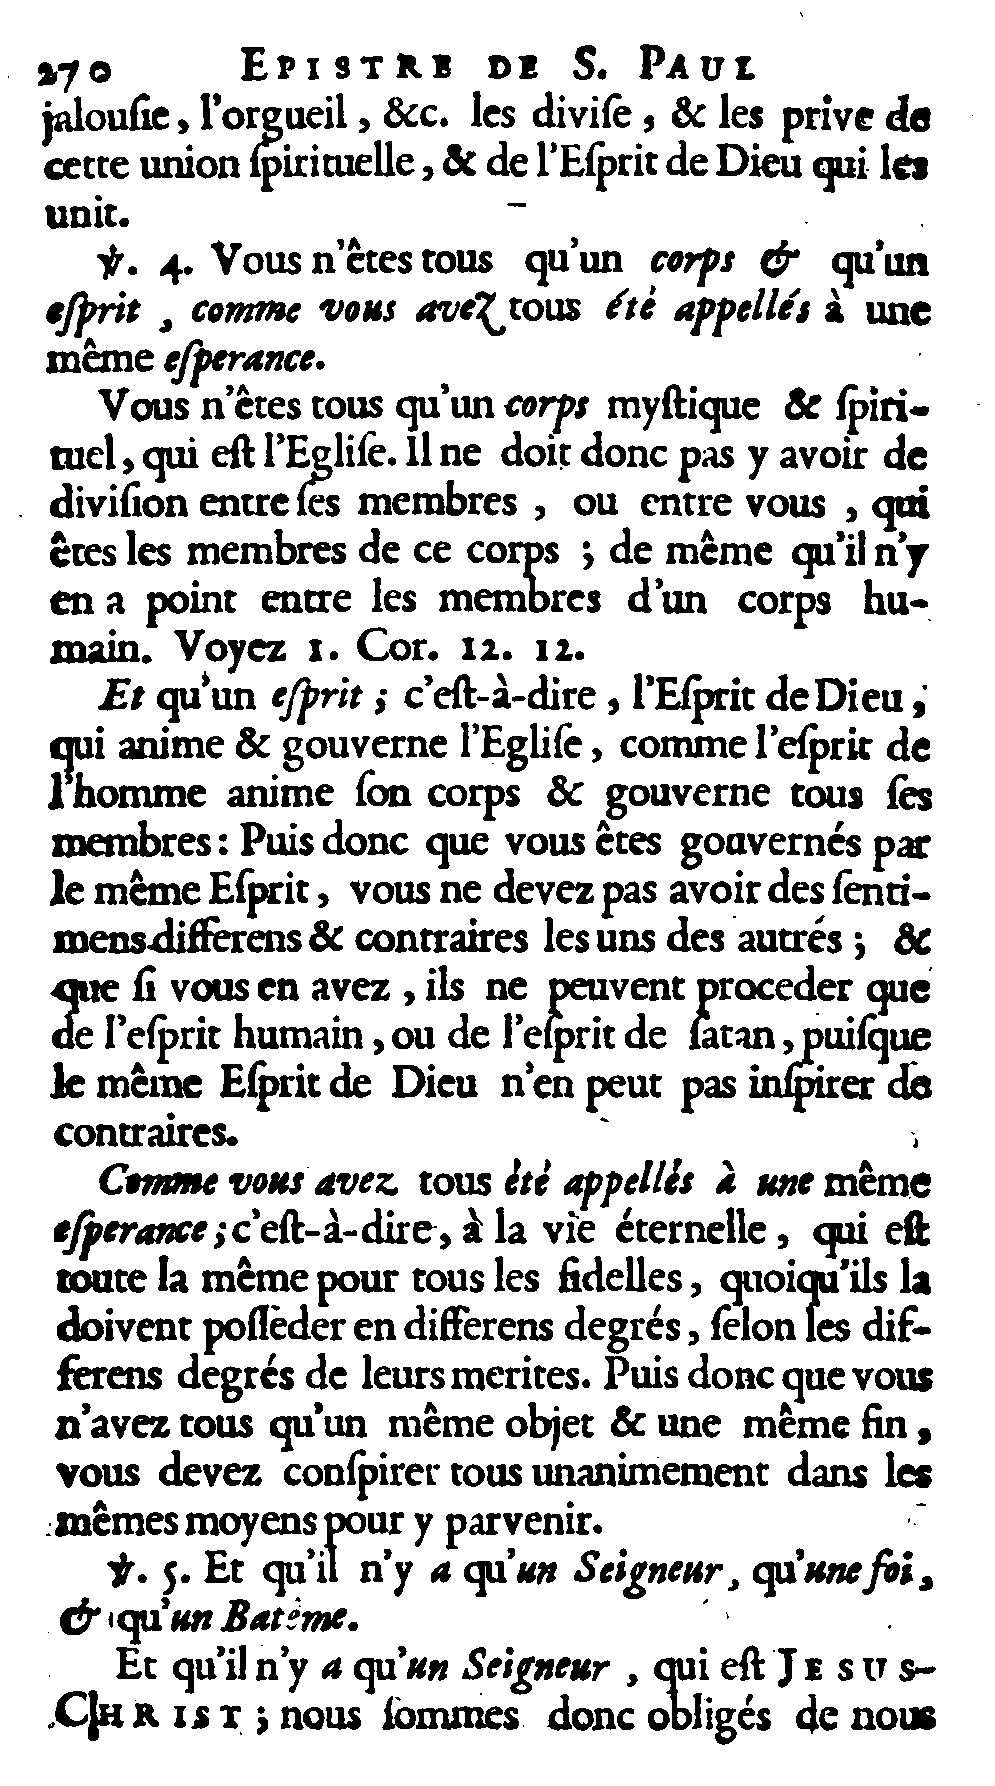 270 EPISTRE DE S. PAUL
jalousie, l'orgueil, &c. les divise, & les prive de
cette union spirituelle, & de l'Esprit de Dieu qui les
unit.
℣. 4. Vous n'êtes tous qu'un corps & qu'un
esprit, comme vous avez tous été appellés à une
même esperance.
Vous n'êtes tous qu'un corps mystique & spiri-
tuel, qui est l'Eglise. Il ne doit donc pas y avoir de
division entre ses membres, ou entre vous, qui
êtes les membres de ce corps; de même qu'il n'y
en a point entre les membres d'un corps hu-
main. Voyez 1. Cor. 12. 12.
Et qu'un esprit; c'est-à-dire, l'Esprit de Dieu,
qui anime & gouverne l'Eglise, comme l'esprit de
l'homme anime son corps & gouverne tous ses
membres: Puis donc que vous êtes gouvernés par
le même Esprit, vous ne devez pas avoir des senti-
mens differens & contraires les uns des autrés; &
que si vous en avez, ils ne peuvent proceder que
de l'esprit humain, ou de l'esprit de satan, puisque
le même Esprit de Dieu n'en peut pas inspirer de
contraires.
Comme vous avez tous été appellés à une même
esperance; c'est-à-dire, à la vie éternelle, qui est
toute la même pour tous les fidelles, quoiqu'ils la
doivent possèder en differens degrés, selon les dif-
ferens degrés de leurs merites. Puis donc que vous
n'avez tous qu'un même objet & une même fin,
vous devez conspirer tous unanimement dans les
mêmes moyens pour y parvenir.
℣. 5. Et qu'il n'y a qu'un Seigneur, qu'une foi,
& qu'un Batême.
Et qu'il n'y a qu'un Seigneur, qui est JESUS-
CHRIST; nous sommes donc obligés de nous